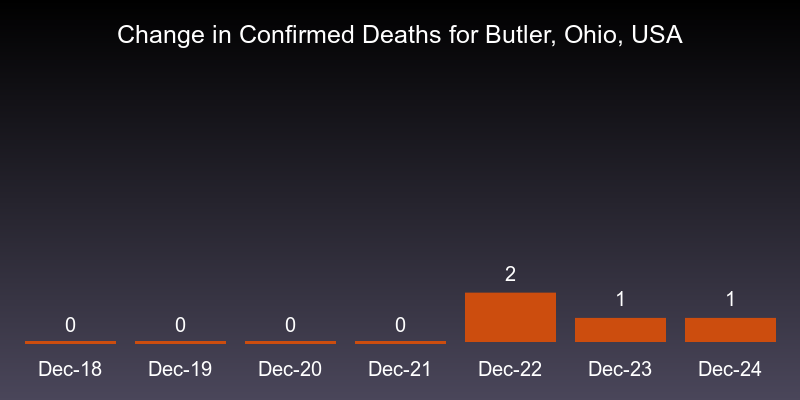 Change in Confirmed Deaths for Butler, Ohio, USA
2
1 1
0 0 0 0
Dec-18 Dec-19 Dec-20 Dec-21 Dec-22 Dec-23 Dec-24